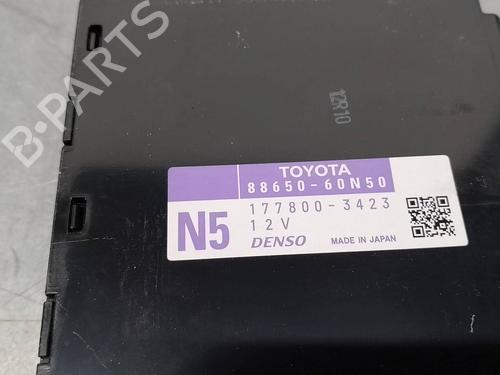 B-PARTS
12R10
TOYOTA
88650-60N50
N5
177800-3423
12V
DENSO
MADE IN JAPAN